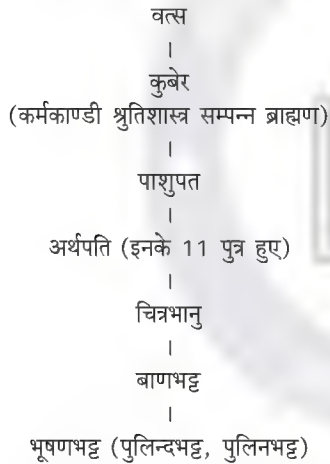 वत्स
|
कुबेर
(कर्मकाण्डी श्रुतिशास्त्र सम्पन्न ब्राह्मण)
|
पाशुपत
|
अर्थपति (इनके 11 पुत्र हुए)
|
चित्रभानु
|
बाणभट्ट
|
भूषणभट्ट (पुलिन्दभट्ट, पुलिनभट्ट)